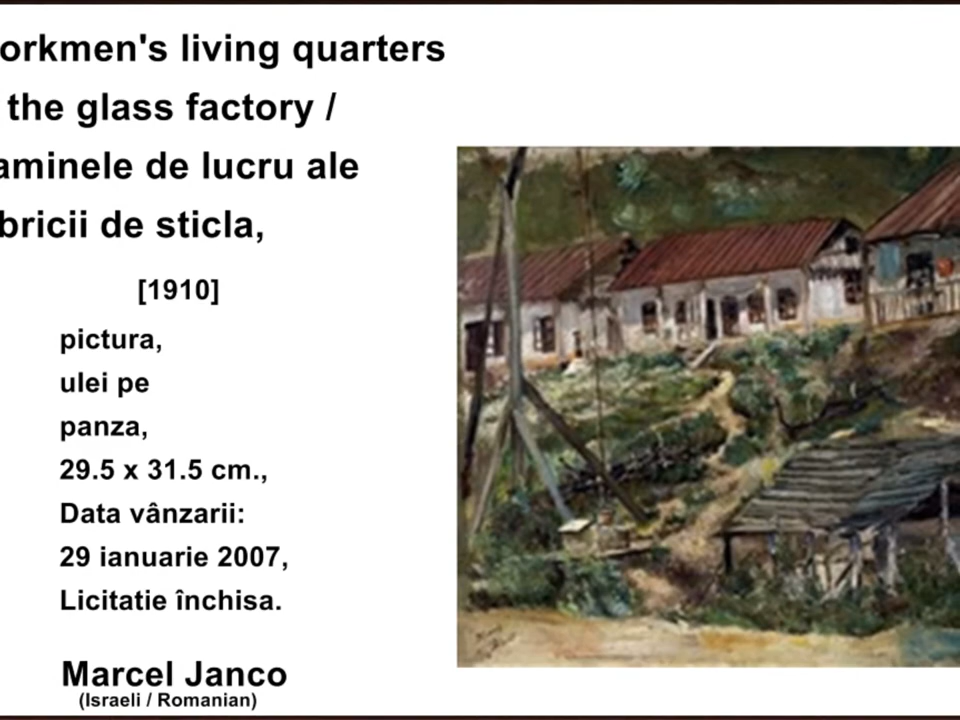 orkmen's living quarters
the glass factory /
aminele de lucru ale
bricii de sticla,
[1910]
pictura,
ulei pe
panza,
29.5 x 31.5 cm.,
Data vânzarii:
29 ianuarie 2007,
Licitatie închisa.
Marcel Janco
(Israeli / Romanian)